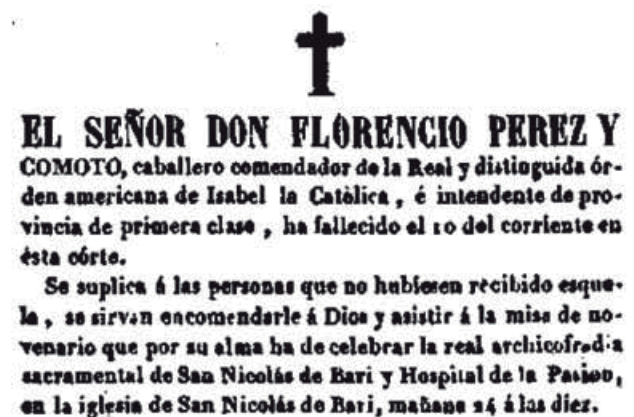 EL SEÑOR DON FLORENCIO PEREZ Y
COMOTO, caballero comendador de la Real y distinguida ór-
den americana de Isabel la Católica, é intendente de pro-
vincia de primera clase, ha fallecido el 10 del corriente en
ésta córte.
Se suplica á las personas que no hubiesen recibido esque-
la, se sirvan encomendarle á Dios y asistir á la misa de no-
venario que por su alma ha de celebrar la real archicofradia
sacramental de San Nicolás de Bari y Hospital de la Pasion,
en la iglesia de San Nicolás de Bari, mañana 24 á las diez.